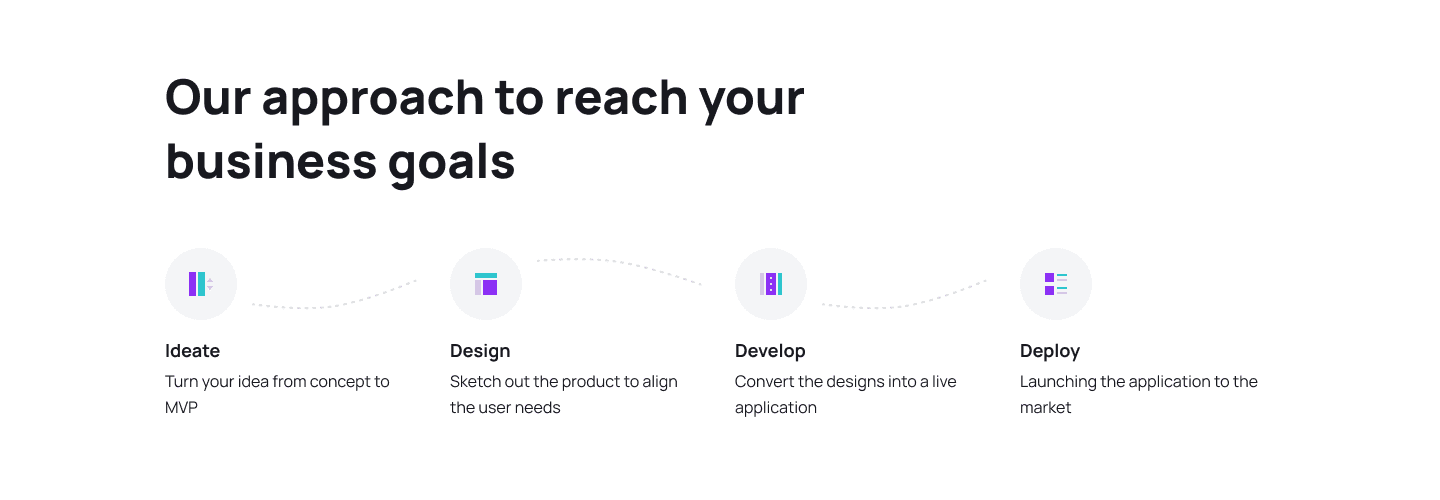 Our approach to reach your
business goals
Ideate
Turn your idea from concept to
MVP
Design
Sketch out the product to align
the user needs
Develop
Convert the designs into a live
application
Deploy
Launching the application to the
market